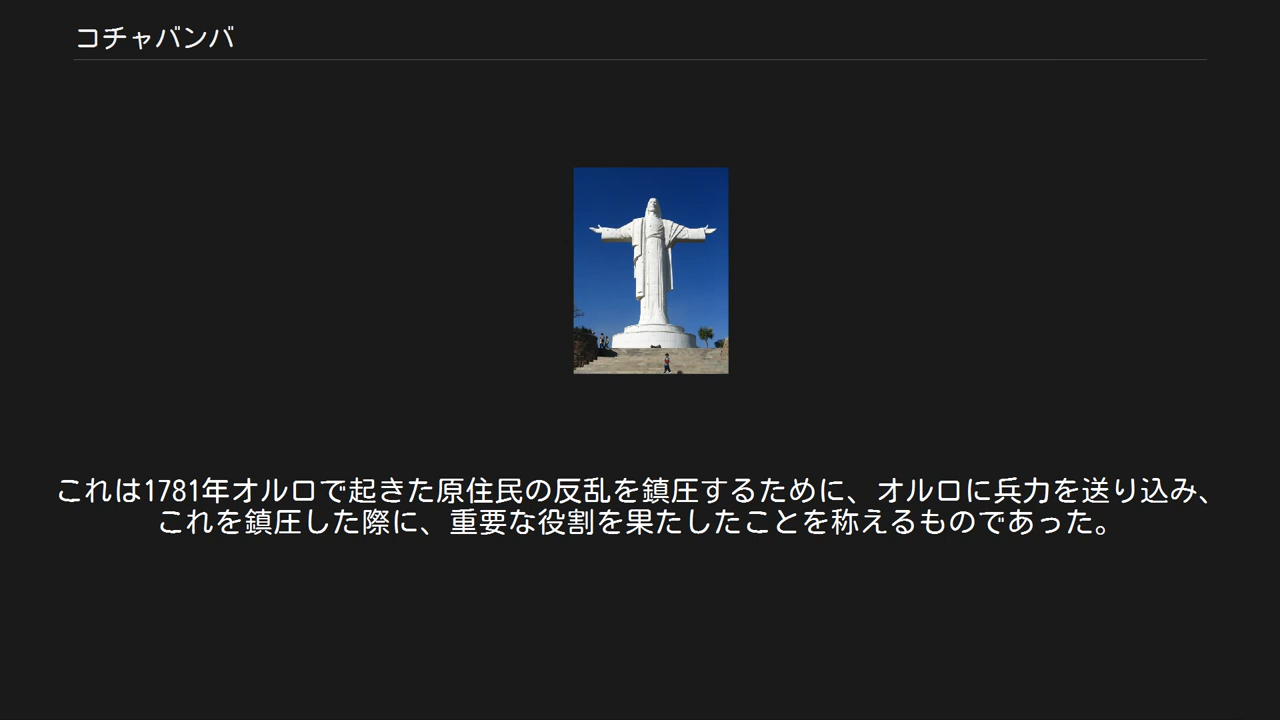 コチャバンバ
これは1781年オルロで起きた原住民の反乱を鎮圧するために、オルロに兵力を送り込み、
これを鎮圧した際に、重要な役割を果たしたことを称えるものであった。